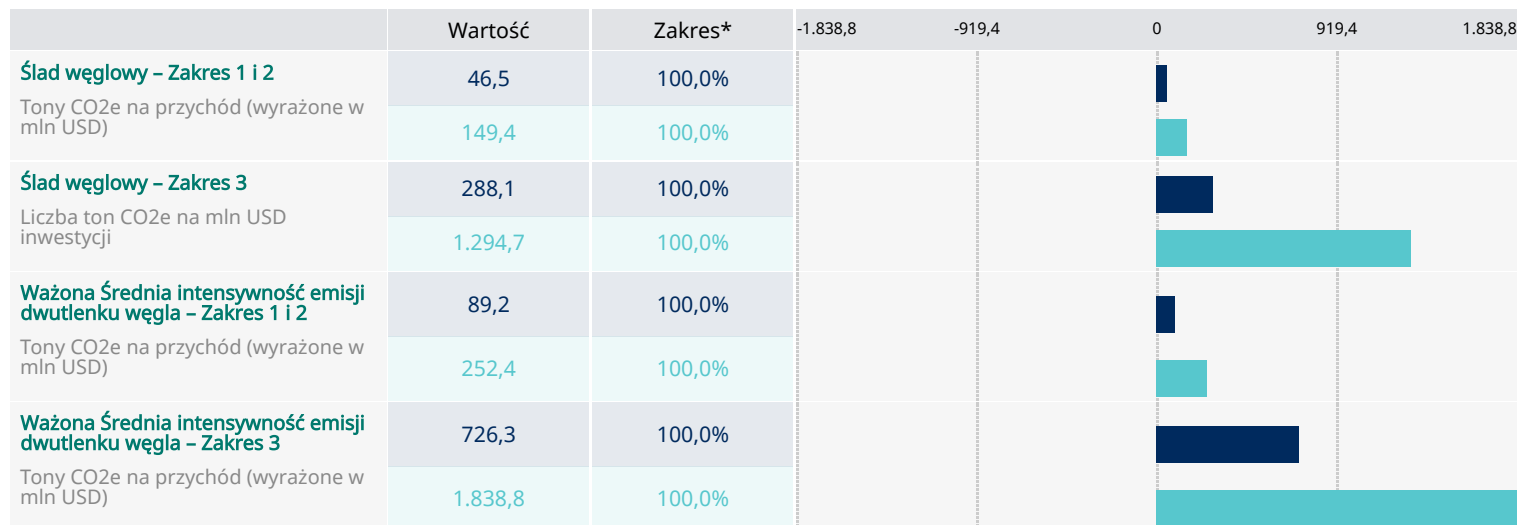 Wartość Zakres* -1.838,8 -919,4 0 919,4 1.838,8
Ślad węglowy – Zakres 1 i 2
46,5 100,0%
Tony CO2e na przychód (wyrażone w
mln USD)
149,4 100,0%
Ślad węglowy – Zakres 3
288,1 100,0%
Liczba ton CO2e na mln USD
inwestycji
1.294,7 100,0%
Ważona Średnia intensywność emisji
dwutlenku węgla – Zakres 1 i 2
89,2 100,0%
Tony CO2e na przychód (wyrażone w
mln USD)
252,4 100,0%
Ważona Średnia intensywność emisji
dwutlenku węgla – Zakres 3
726,3 100,0%
Tony CO2e na przychód (wyrażone w
mln USD)
1.838,8 100,0%